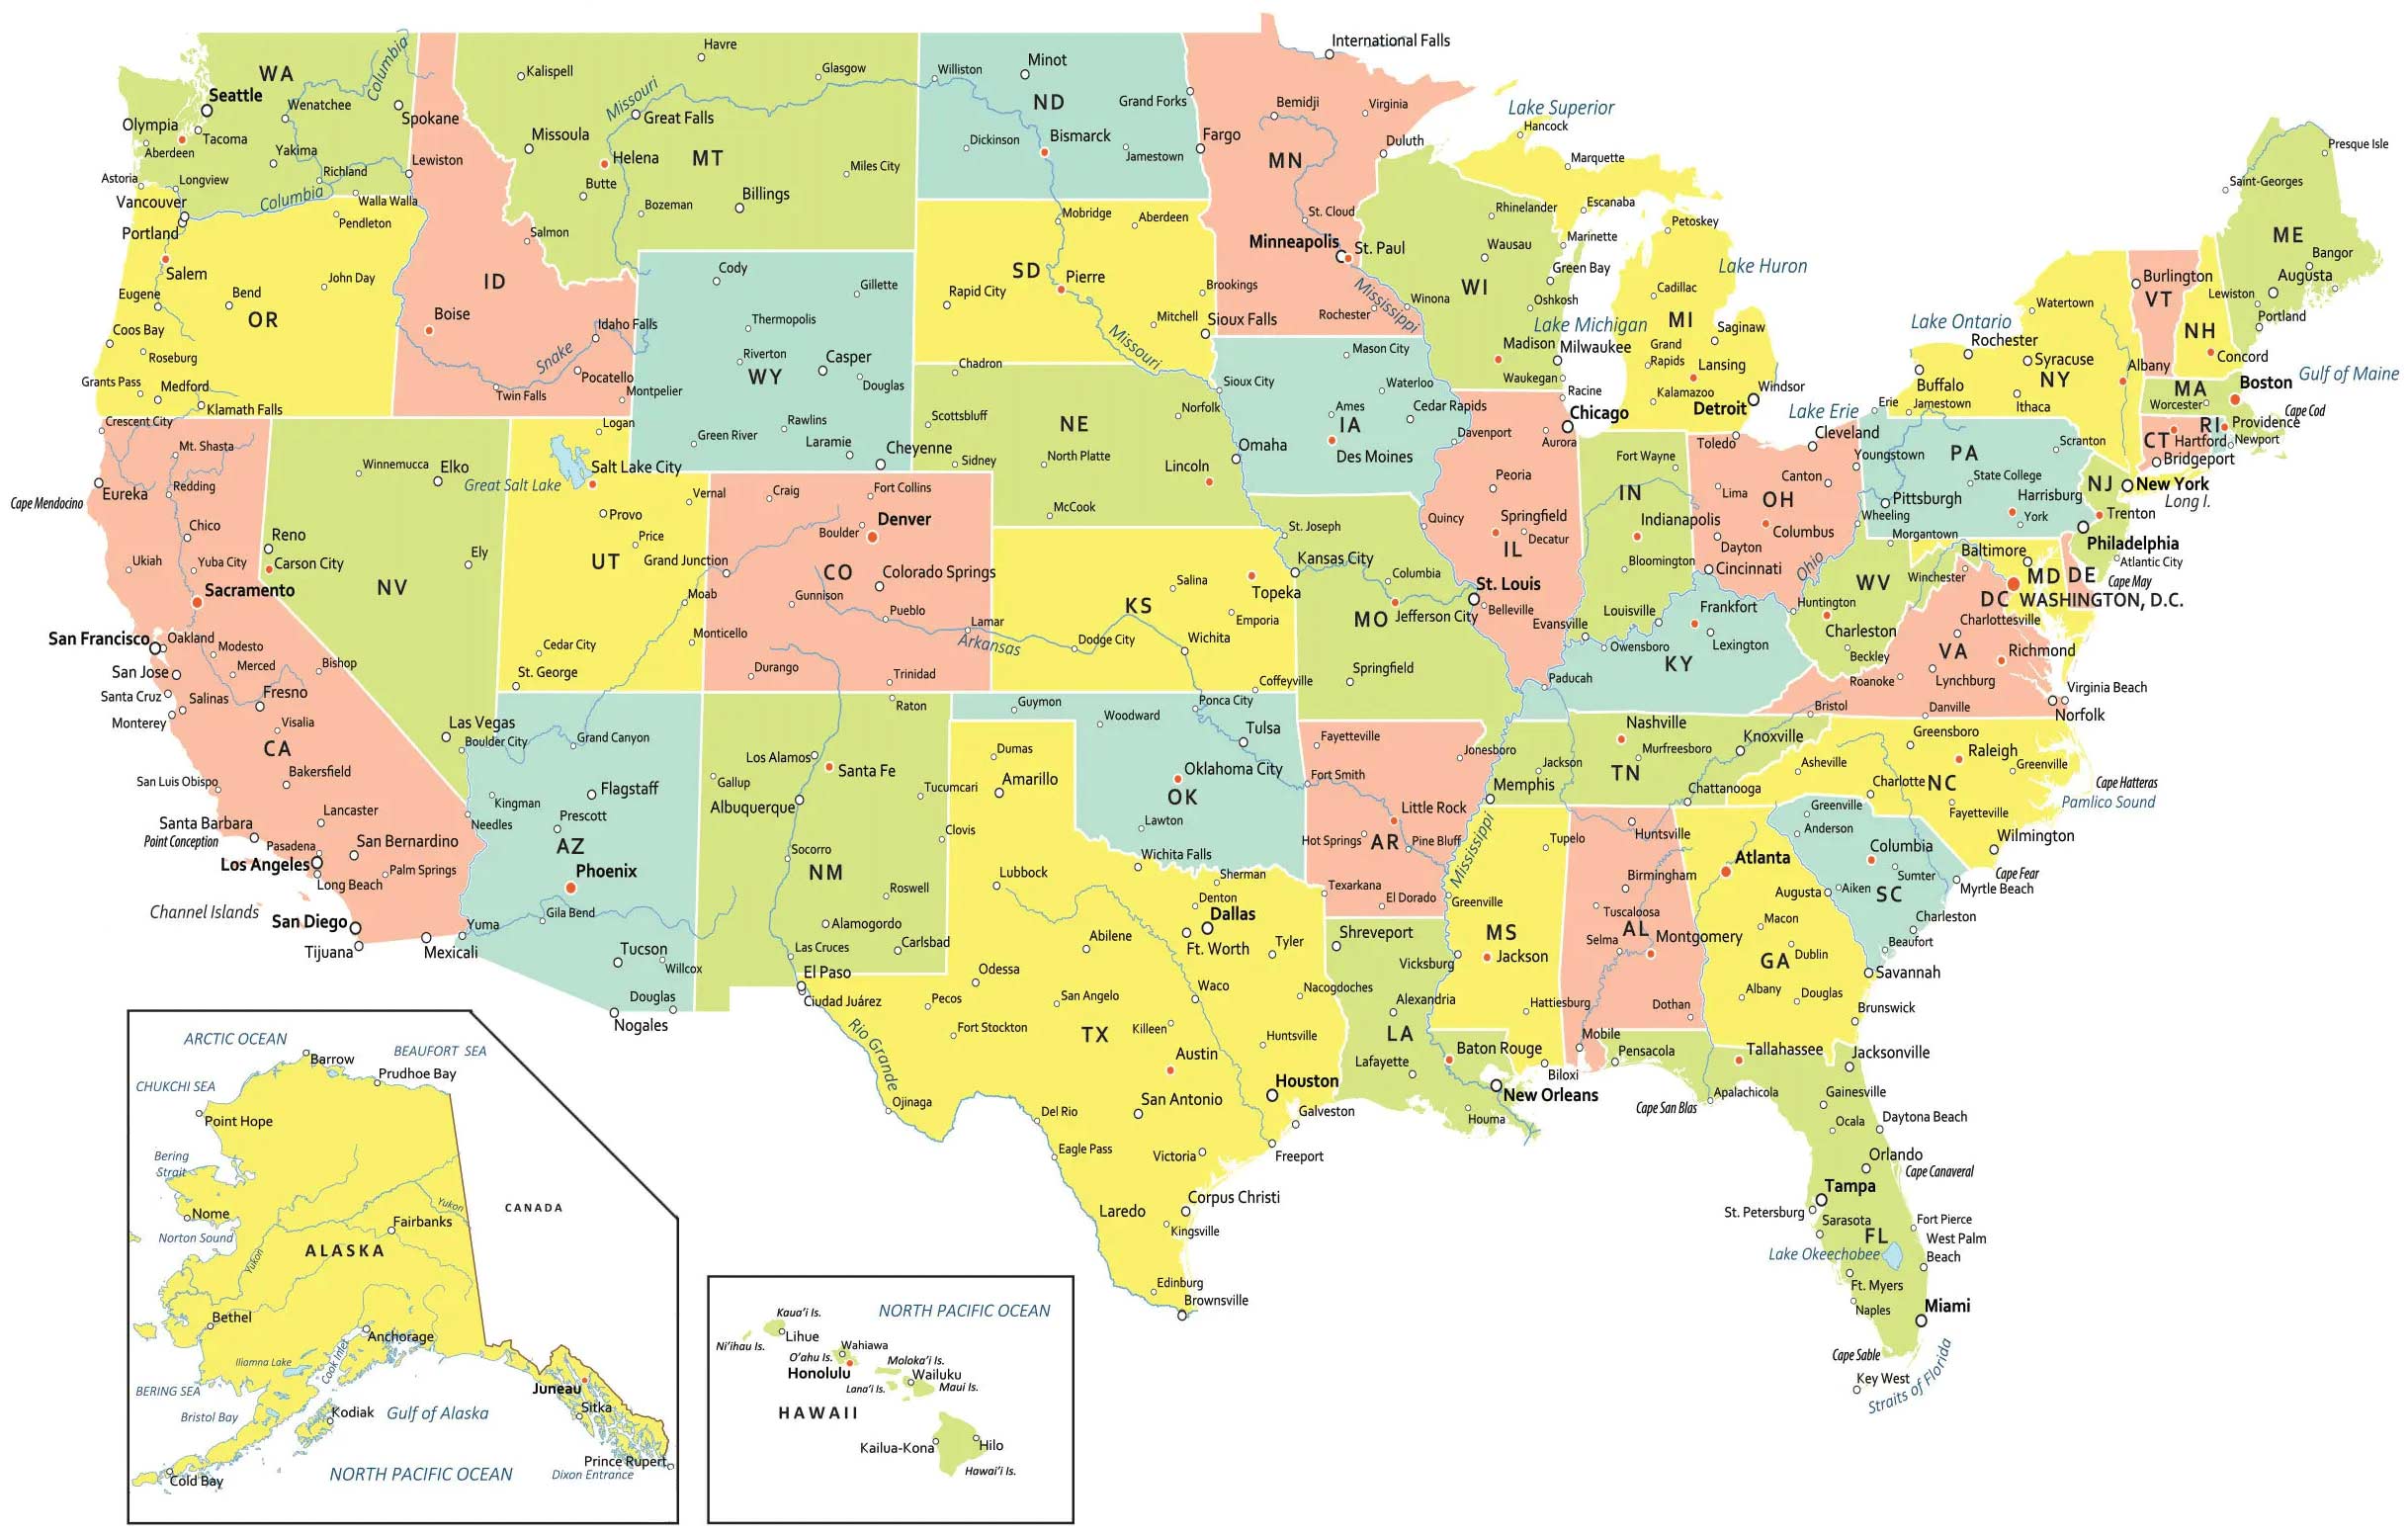 WA
Seattle
Olympia
Tacoma
Aberdeen
Wenatchee
Columbia
Spokane
Yakima
Richland
Longview
Astoria
Vancouver
Columbia
Walla Walla
Pendleton
Portland
Salem
John Day
Eugene
Bend
OR
Coos Bay
Roseburg
Grants Pass
Medford
Klamath Falls
Lewiston
ID
Salmon
Boise
Idaho Falls
Snake
Pocatello
Twin Falls
Montpelier
Kalispell
Havre
Glasgow
Missouri
Great Falls
Missoula
Helena
MT
Miles City
Butte
Bozeman
Billings
Cody
Gillette
Thermopolis
Riverton
Casper
WY
Douglas
Rawlins
Green River
Laramie
Cheyenne
Williston
Minot
ND
Grand Forks
Dickinson
Bismarck
Jamestown
Fargo
Mobridge
Aberdeen
SD
Pierre
Rapid City
Brookings
Mitchell
Sioux Falls
Missouri
Chadron
Scottsbluff
NE
Norfolk
Sidney
North Platte
Lincoln
Omaha
McCook
International Falls
Bemidji
Virginia
MN
Duluth
St. Cloud
Minneapolis
St. Paul
Mississippi
Rochester
Winona
Lake Superior
Hancock
Marquette
Rhinelander
Escanaba
Wausau
Marinette
Green Bay
WI
Oshkosh
Lake Michigan
Madison
Milwaukee
Waukegan
Racine
Petoskey
Lake Huron
Cadillac
MI
Saginaw
Grand
Rapids
Lansing
Kalamazoo
Windsor
Detroit
Mason City
Sioux City
Waterloo
Ames
Cedar Rapids
IA
Davenport
Des Moines
Chicago
Aurora
Peoria
Quincy
Springfield
Decatur
IL
Belleville
Fort Wayne
IN
Indianapolis
Bloomington
Evansville
Toledo
Cleveland
Youngstown
Canton
Lima
OH
Columbus
Dayton
Cincinnati
Ohio
Lake Erie
Erie
Jamestown
Lake Ontario
Watertown
Rochester
Syracuse
Buffalo
NY
Ithaca
Albany
New York
Long I.
Burlington
VT
NH
Concord
Presque Isle
Saint-Georges
ME
Bangor
Augusta
Lewiston
Portland
Gulf of Maine
MA
Boston
Worcester
Cape Cod
RI
Providence
CT
Hartford
Newport
Bridgeport
PA
Scranton
State College
Pittsburgh
Harrisburg
York
NJ
Trenton
Philadelphia
Atlantic City
Cape May
Wheeling
Morgantown
Baltimore
MD
DE
DC
WASHINGTON, D.C.
Winchester
WV
Huntington
Charleston
Beckley
Charlottesville
VA
Richmond
Roanoke
Lynchburg
Virginia Beach
Norfolk
Danville
Bristol
Crescent City
Mt. Shasta
Eureka
Redding
Cape Mendocino
Chico
Ukiah
Yuba City
Sacramento
San Francisco
Oakland
Modesto
San Jose
Merced
Bishop
Santa Cruz
Salinas
Fresno
Monterey
Visalia
CA
Bakersfield
San Luis Obispo
Lancaster
Santa Barbara
Point Conception
Pasadena
San Bernardino
Los Angeles
Palm Springs
Long Beach
Channel Islands
San Diego
Tijuana
Mexicali
Needles
Winnemucca
Elko
Reno
Carson City
Ely
NV
Las Vegas
Boulder City
Logan
Salt Lake City
Great Salt Lake
Vernal
Provo
Price
UT
Moab
Cedar City
Monticello
St. George
Craig
Fort Collins
Boulder
Denver
Grand Junction
CO
Colorado Springs
Gunnison
Pueblo
Lamar
Durango
Trinidad
Arkansas
KS
Salina
Topeka
Emporia
Dodge City
Wichita
Coffeyville
St. Joseph
Kansas City
Columbia
St. Louis
MO
Jefferson City
Springfield
Louisville
Frankfort
Owensboro
Lexington
KY
Paducah
Grand Canyon
Kingman
Flagstaff
Prescott
AZ
Phoenix
Gila Bend
Yuma
Tucson
Willcox
Douglas
Nogales
Raton
Los Alamos
Santa Fe
Gallup
Tucumcari
Albuquerque
Clovis
Socorro
NM
Roswell
Alamogordo
Las Cruces
Carlsbad
El Paso
Ciudad Juárez
Guymon
Woodward
Ponca City
Tulsa
Oklahoma City
OK
Lawton
Wichita Falls
Dumas
Amarillo
Lubbock
Sherman
Denton
Dallas
Ft. Worth
Abilene
Tyler
Odessa
Waco
Nacogdoches
Pecos
San Angelo
Fort Stockton
TX
Killeen
Huntsville
Austin
Rio Grande
Houston
Ojinaga
Del Rio
San Antonio
Galveston
Eagle Pass
Victoria
Freeport
Corpus Christi
Laredo
Kingsville
Edinburg
Brownsville
Fayetteville
Jonesboro
Fort Smith
Little Rock
Hot Springs
AR
Pine Bluff
Texarkana
El Dorado
Shreveport
Alexandria
LA
Lafayette
Baton Rouge
New Orleans
Houma
Nashville
Murfreesboro
Knoxville
Jackson
TN
Memphis
Chattanooga
Mississippi
Tupelo
Greenville
MS
Vicksburg
Jackson
Hattiesburg
Biloxi
Huntsville
Birmingham
Tuscaloosa
AL
Selma
Montgomery
Dothan
Mobile
Atlanta
Augusta
Macon
GA
Dublin
Albany
Douglas
Savannah
Brunswick
Greensboro
Raleigh
Asheville
Greenville
Charlotte
NC
Cape Hatteras
Pamlico Sound
Fayetteville
Wilmington
Cape Fear
Greenville
Anderson
Columbia
Aiken
Sumter
SC
Myrtle Beach
Charleston
Beaufort
Pensacola
Tallahassee
Jacksonville
Cape San Blas
Apalachicola
Gainesville
Ocala
Daytona Beach
Orlando
Cape Canaveral
Tampa
St. Petersburg
Sarasota
Fort Pierce
FL
West Palm
Beach
Lake Okeechobee
Ft. Myers
Naples
Miami
Cape Sable
Key West
Straits of Florida
ARCTIC OCEAN
Barrow
BEAUFORT SEA
CHUKCHI SEA
Prudhoe Bay
Point Hope
Bering
Strait
Yukon
CANADA
Nome
Fairbanks
Norton Sound
Yukon
ALASKA
Bethel
Anchorage
Iliamna Lake
Cook Inlet
BERING SEA
Juneau
Bristol Bay
Kodiak
Gulf of Alaska
Sitka
Prince Rupert
NORTH PACIFIC OCEAN
Dixon Entrance
Cold Bay
Kaua'i Is.
NORTH PACIFIC OCEAN
Lihue
Ni'ihau Is.
Wahiawa
O'ahu Is.
Moloka'i Is.
Honolulu
Wailuku
Lana'i Is.
Maui Is.
HAWAII
Kailua-Kona
Hilo
Hawai'i Is.